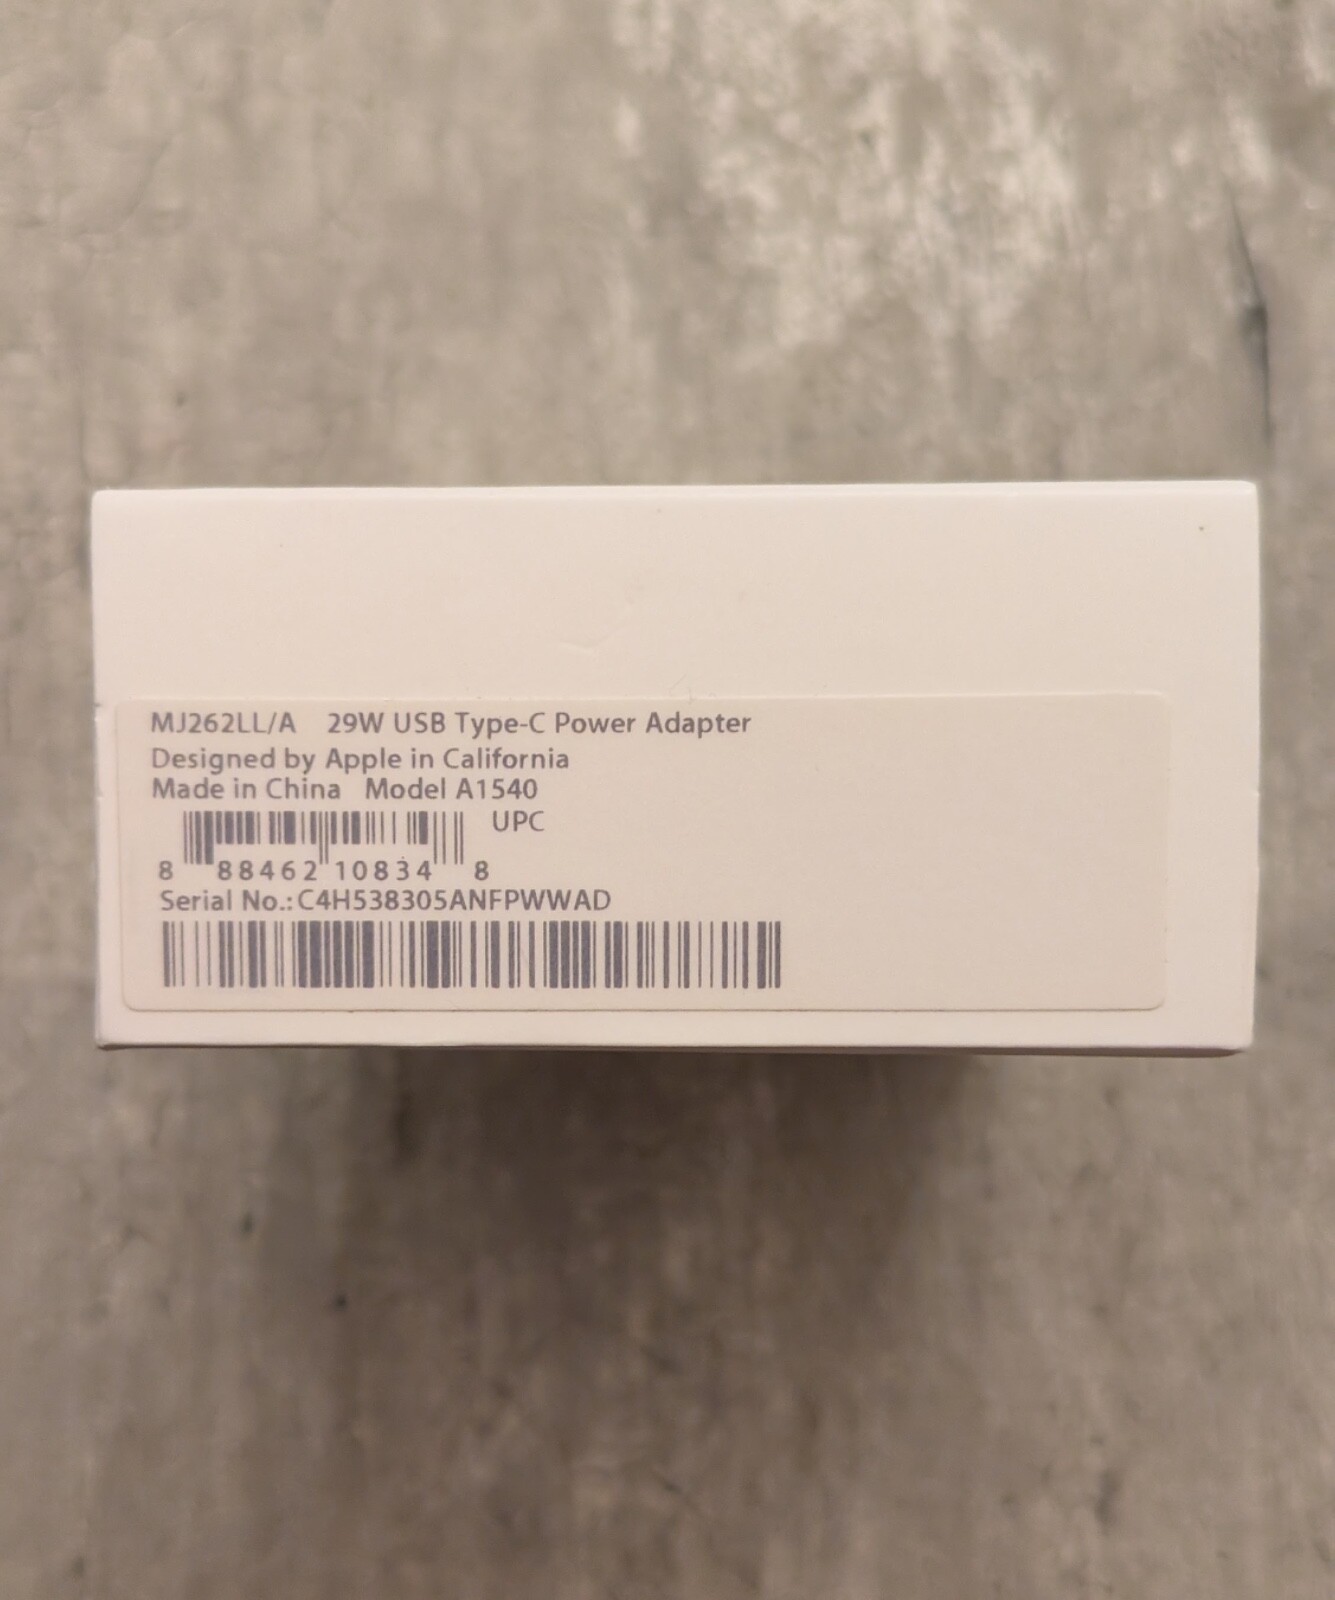 MJ262LL/A 29W USB Type-C Power Adapter
Designed by Apple in California
Made in China Model A1540
UPC
8 88462 10834 8
Serial No.: C4H538305ANFPWWAD